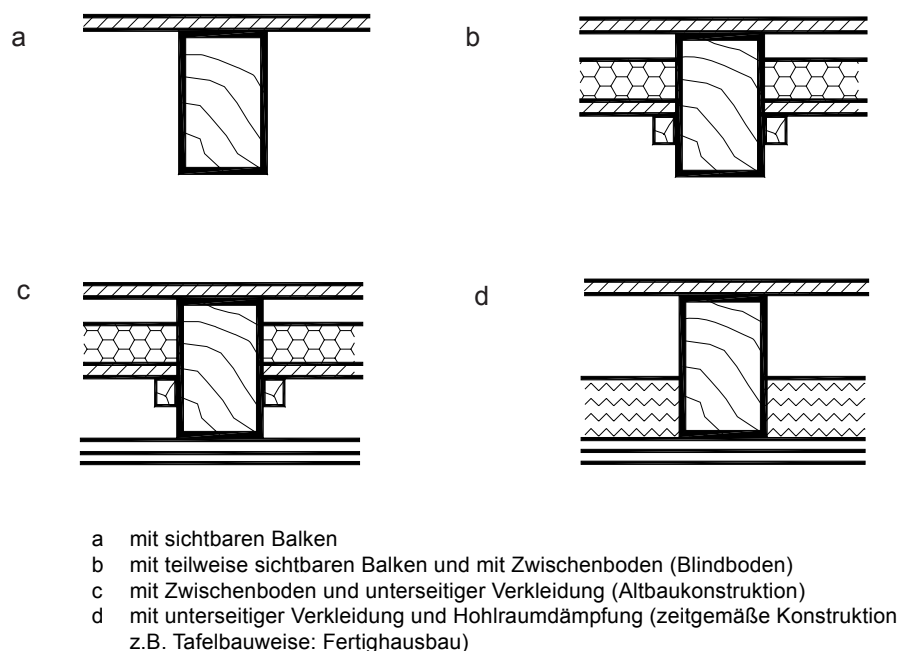 a
b
c
d
a mit sichtbaren Balken
b mit teilweise sichtbaren Balken und mit Zwischenboden (Blindboden)
c mit Zwischenboden und unterseitiger Verkleidung (Altbaukonstruktion)
d mit unterseitiger Verkleidung und Hohlraumdämpfung (zeitgemäße Konstruktion
z.B. Tafelbauweise: Fertighausbau)